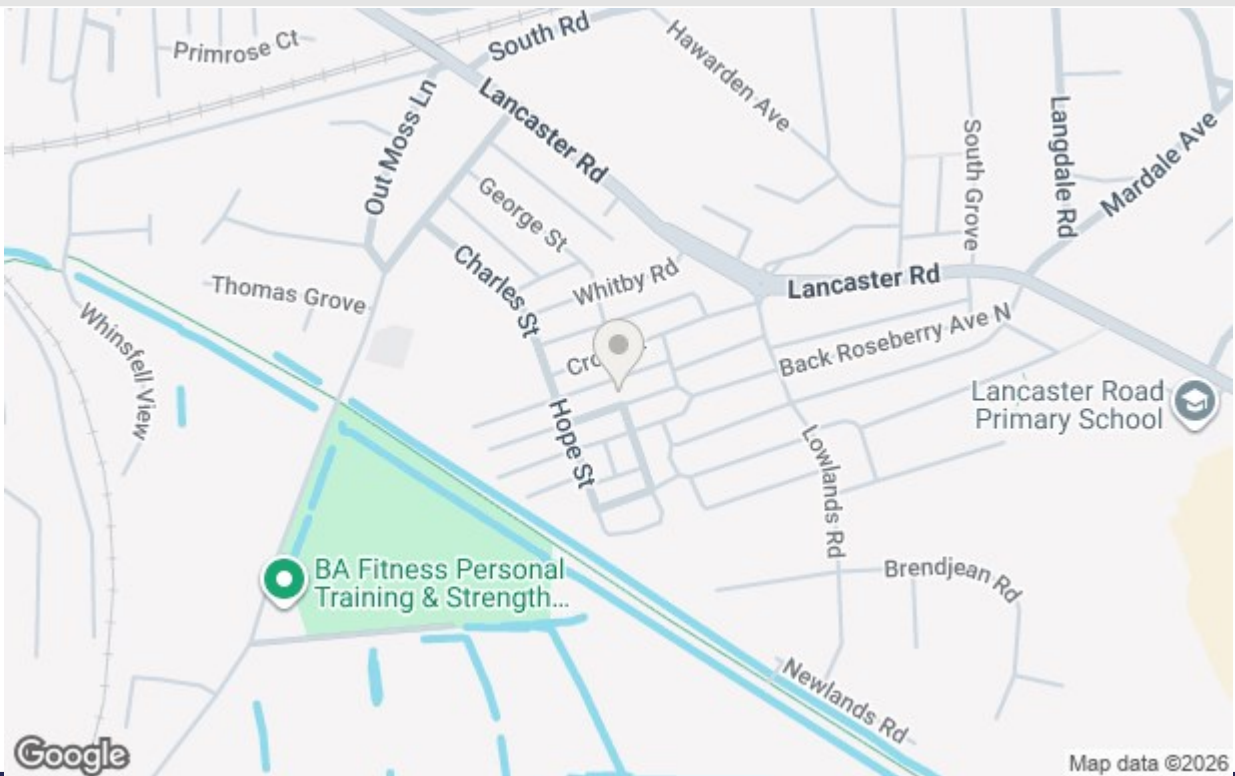 Primrose Ct
South Rd
Hawarden Ave
Out Moss Ln
Lancaster Rd
South Grove
Langdale Rd
Mardale Ave
George St
Charles St
Whitby Rd
Lancaster Rd
Thomas Grove
Whinsfell View
Back Roseberry Ave N
Lancaster Road
Primary School
Hope St
Lowlands Rd
BA Fitness Personal
Training & Strength...
Brendjean Rd
Newlands Rd
Google
Map data ©2026